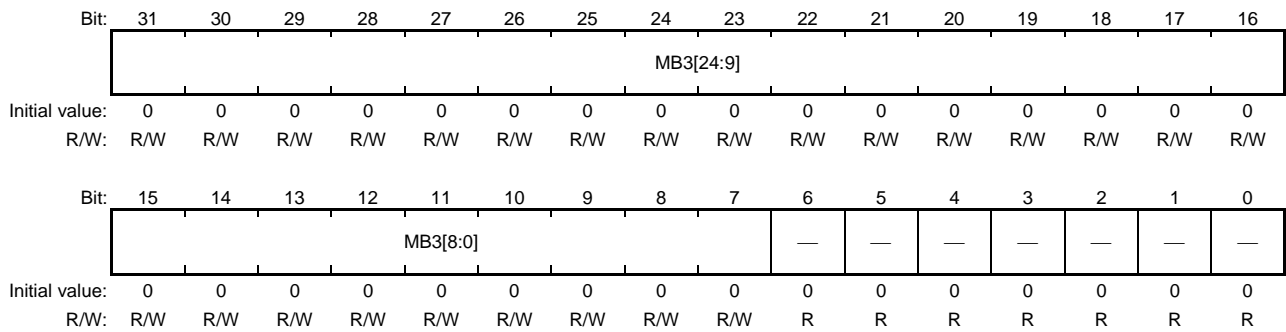 Bit: 31 30 29 28 27 26 25 24 23 22 21 20 19 18 17 16
MB3[24:9]
Initial value: 0 0 0 0 0 0 0 0 0 0 0 0 0 0 0 0
R/W: R/W R/W R/W R/W R/W R/W R/W R/W R/W R/W R/W R/W R/W R/W R/W R/W
Bit: 15 14 13 12 11 10 9 8 7 6 5 4 3 2 1 0
MB3[8:0] — — — — — — —
Initial value: 0 0 0 0 0 0 0 0 0 0 0 0 0 0 0 0
R/W: R/W R/W R/W R/W R/W R/W R/W R/W R/W R R R R R R R